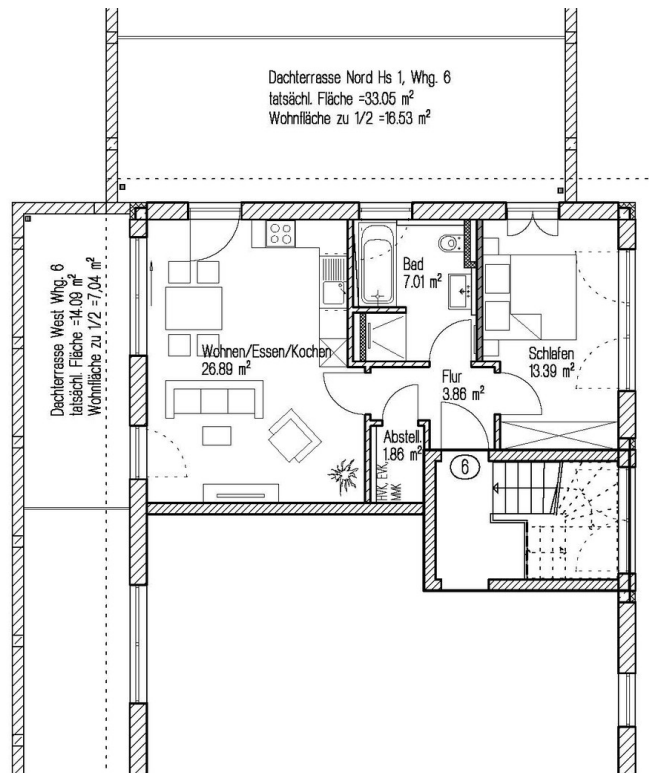 Dachterrasse Nord Hs 1, Whg. 6
tatsächl. Fläche =33.05 m²
Wohnfläche zu 1/2 =16.53 m²
Dachterrasse West Whg. 6
tatsächl. Fläche =14.09 m²
Wohnfläche zu 1/2 =7,04 m²
Bad
7.01 m²
Wohnen/Essen/Kochen
26.89 m²
Schlafen
13.39 m²
Flur
3.86 m²
Abstell.
1.86 m²
HVK, EVK,
MVK
6